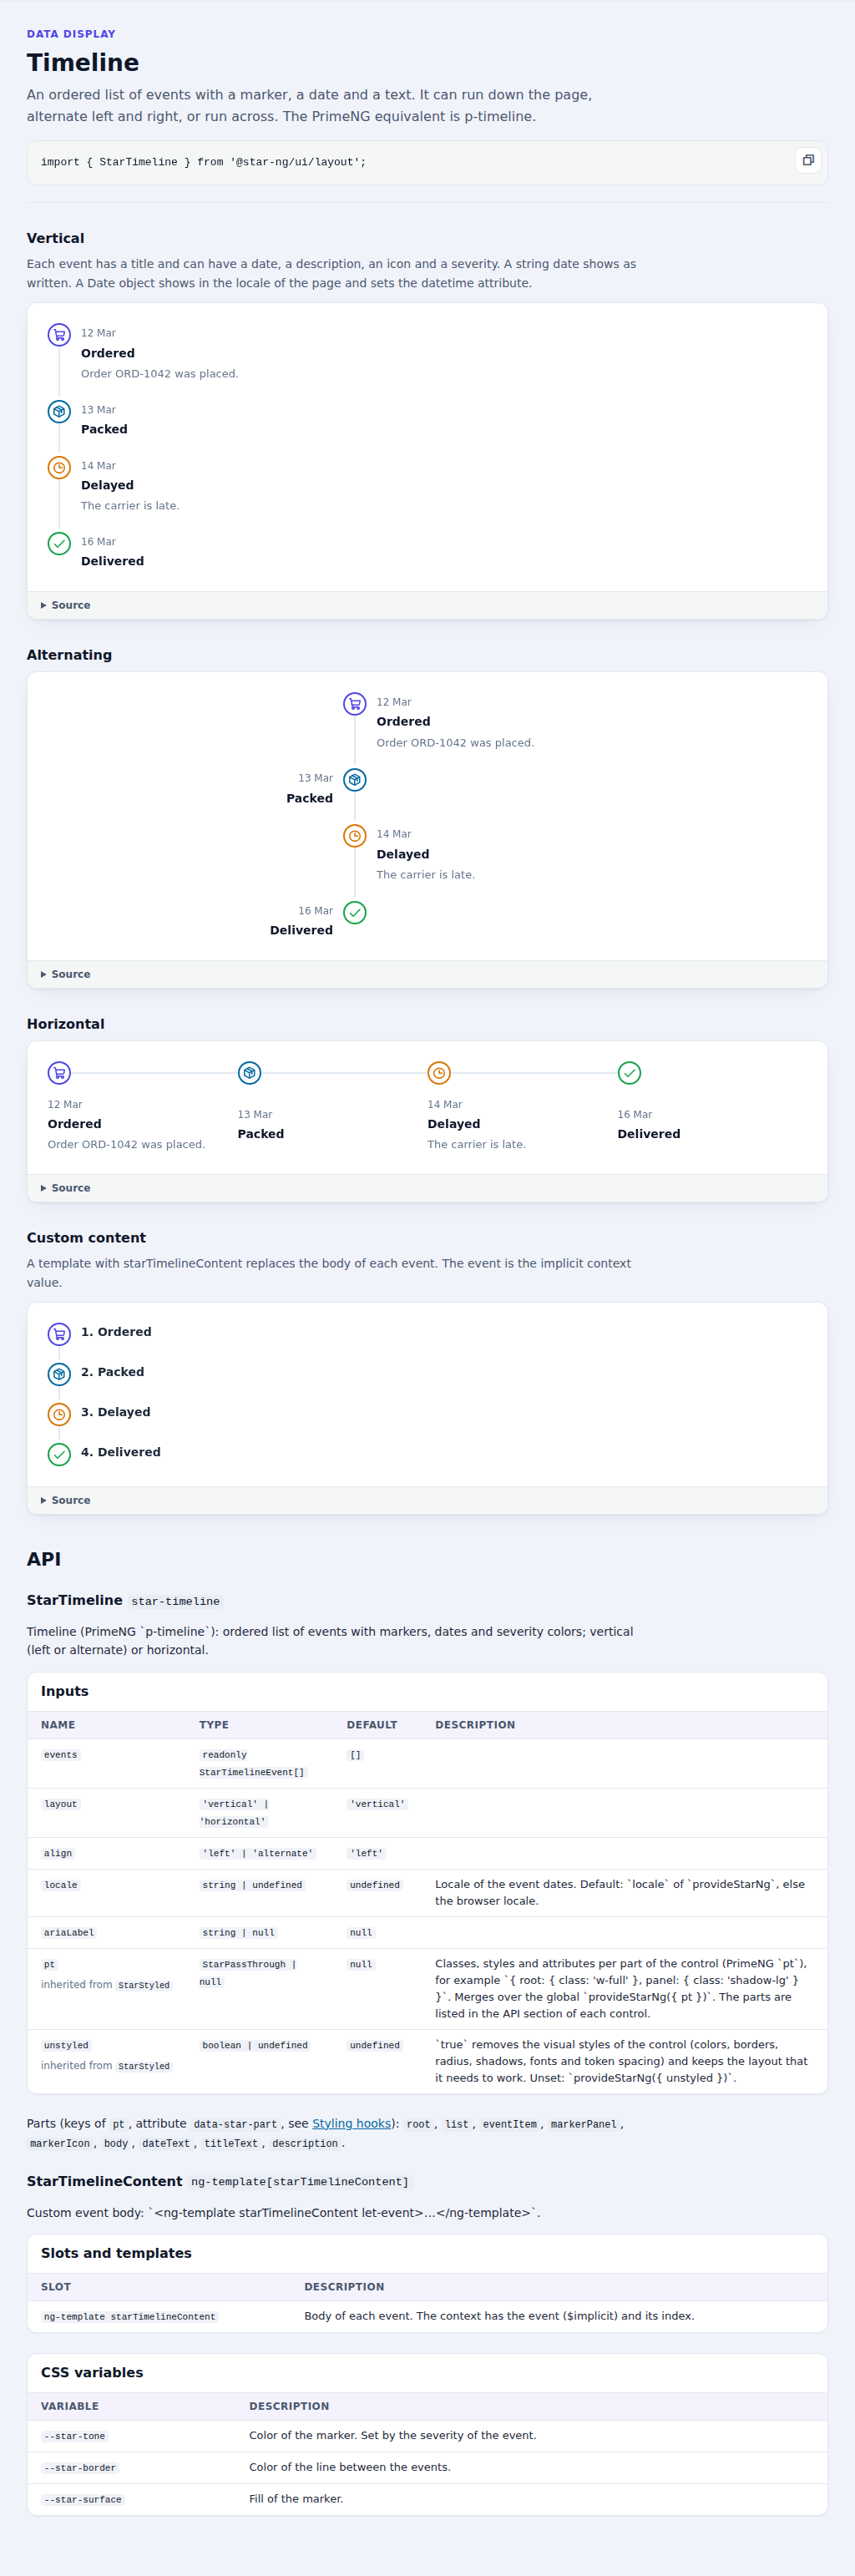 DATA DISPLAY
Timeline
An ordered list of events with a marker, a date and a text. It can run down the page,
alternate left and right, or run across. The PrimeNG equivalent is p-timeline.
import { StarTimeline } from '@star-ng/ui/layout';
Vertical
Each event has a title and can have a date, a description, an icon and a severity. A string date shows as
written. A Date object shows in the locale of the page and sets the datetime attribute.
12 Mar
Ordered
Order ORD-1042 was placed.
13 Mar
Packed
14 Mar
Delayed
The carrier is late.
16 Mar
Delivered
Source
Alternating
12 Mar
Ordered
Order ORD-1042 was placed.
13 Mar
Packed
14 Mar
Delayed
The carrier is late.
16 Mar
Delivered
Source
Horizontal
12 Mar
Ordered
Order ORD-1042 was placed.
13 Mar
Packed
14 Mar
Delayed
The carrier is late.
16 Mar
Delivered
Source
Custom content
A template with starTimelineContent replaces the body of each event. The event is the implicit context
value.
1. Ordered
2. Packed
3. Delayed
4. Delivered
Source
API
StarTimeline star-timeline
Timeline (PrimeNG `p-timeline`): ordered list of events with markers, dates and severity colors; vertical
(left or alternate) or horizontal.
Inputs
NAME TYPE DEFAULT DESCRIPTION
events readonly []
StarTimelineEvent[]
layout 'vertical' | 'vertical'
'horizontal'
align 'left' | 'alternate' 'left'
locale string | undefined undefined Locale of the event dates. Default: `locale` of `provideStarNg`, else
the browser locale.
ariaLabel string | null null
pt StarPassThrough | null Classes, styles and attributes per part of the control (PrimeNG `pt`),
inherited from StarStyled null for example `{ root: { class: 'w-full' }, panel: { class: 'shadow-lg' }
}`. Merges over the global `provideStarNg({ pt })`. The parts are
listed in the API section of each control.
unstyled boolean | undefined undefined `true` removes the visual styles of the control (colors, borders,
inherited from StarStyled radius, shadows, fonts and token spacing) and keeps the layout that
it needs to work. Unset: `provideStarNg({ unstyled })`.
Parts (keys of pt, attribute data-star-part, see Styling hooks): root, list, eventItem, markerPanel,
markerIcon, body, dateText, titleText, description.
StarTimelineContent ng-template[starTimelineContent]
Custom event body: `<ng-template starTimelineContent let-event>…</ng-template>`.
Slots and templates
SLOT DESCRIPTION
ng-template starTimelineContent Body of each event. The context has the event ($implicit) and its index.
CSS variables
VARIABLE DESCRIPTION
--star-tone Color of the marker. Set by the severity of the event.
--star-border Color of the line between the events.
--star-surface Fill of the marker.